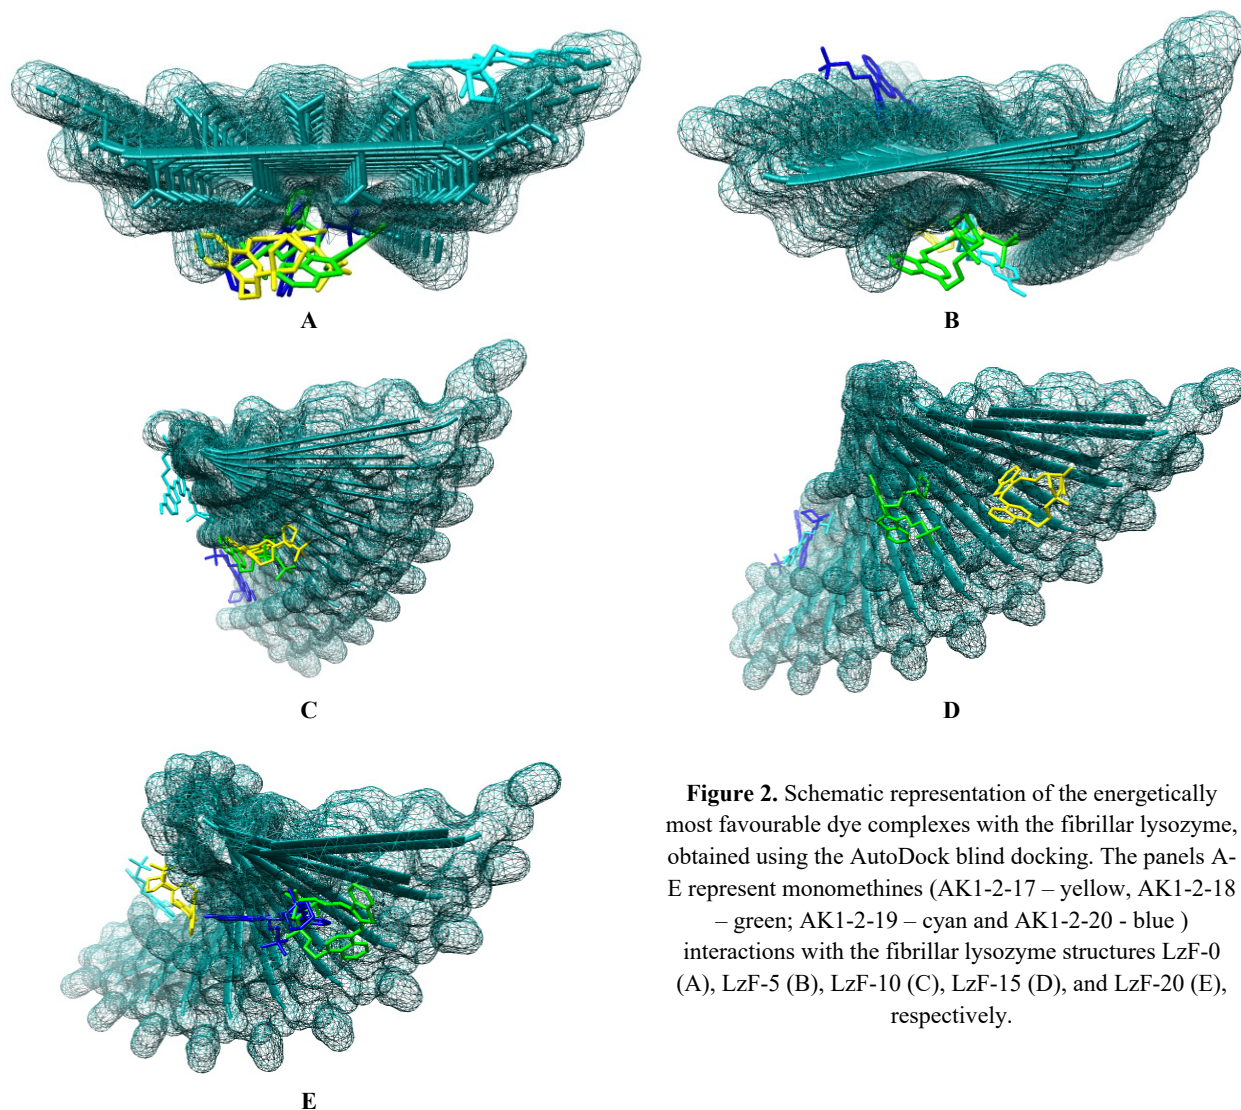 A
B
C
D
Figure 2. Schematic representation of the energetically
most favourable dye complexes with the fibrillar lysozyme,
obtained using the AutoDock blind docking. The panels A-
E represent monomethines (AK1-2-17 – yellow, AK1-2-18
– green; AK1-2-19 – cyan and AK1-2-20 - blue )
interactions with the fibrillar lysozyme structures LzF-0
(A), LzF-5 (B), LzF-10 (C), LzF-15 (D), and LzF-20 (E),
respectively.
E